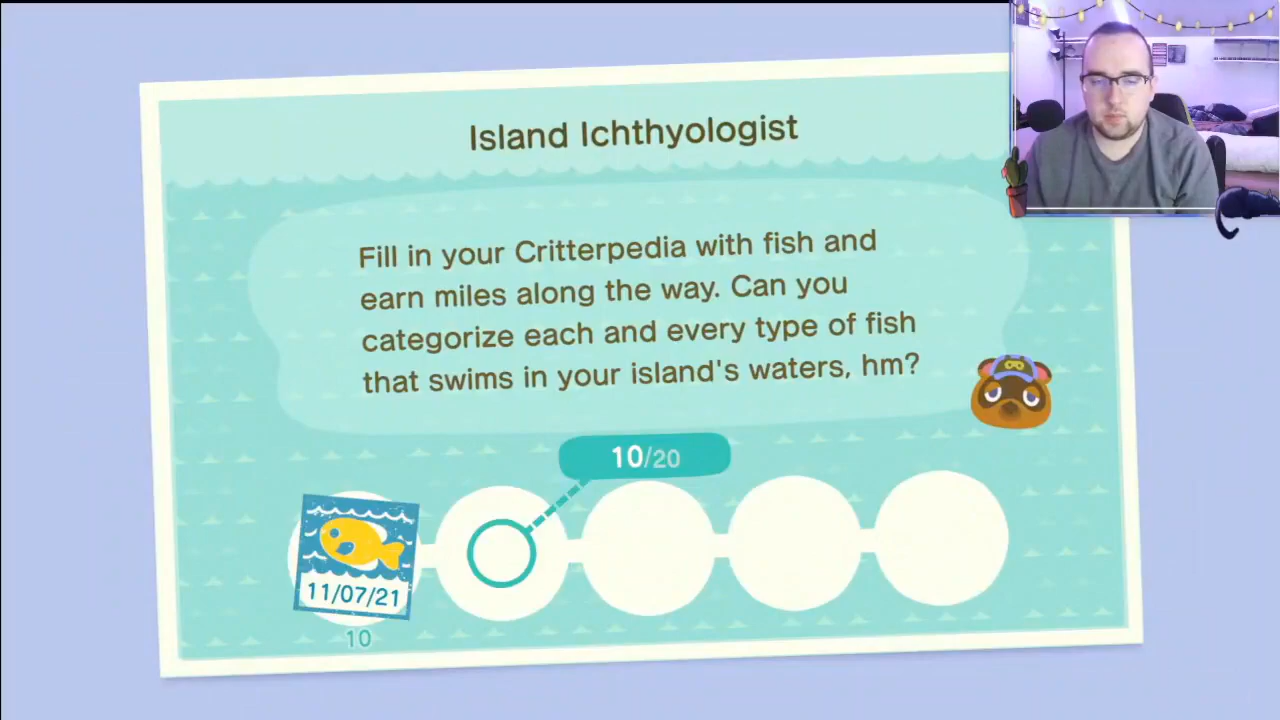 Island Ichthyologist
Fill in your Critterpedia with fish and
earn miles along the way. Can you
categorize each and every type of fish
that swims in your island's waters, hm?
10/20
11/07/21
10